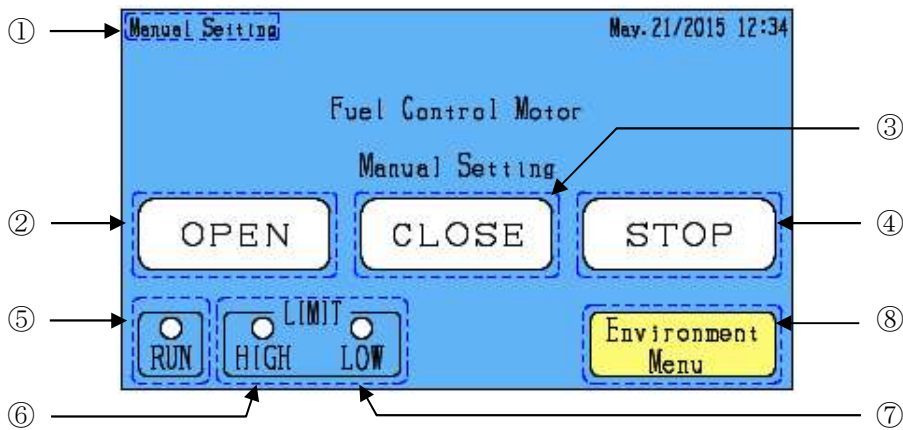 ① Manual Setting May.21/2015 12:34
Fuel Control Motor
③
Manual Setting
② OPEN CLOSE STOP ④
⑤ LIMIT ⑧
RUN HIGH LOW Environment
Menu
⑥ ⑦